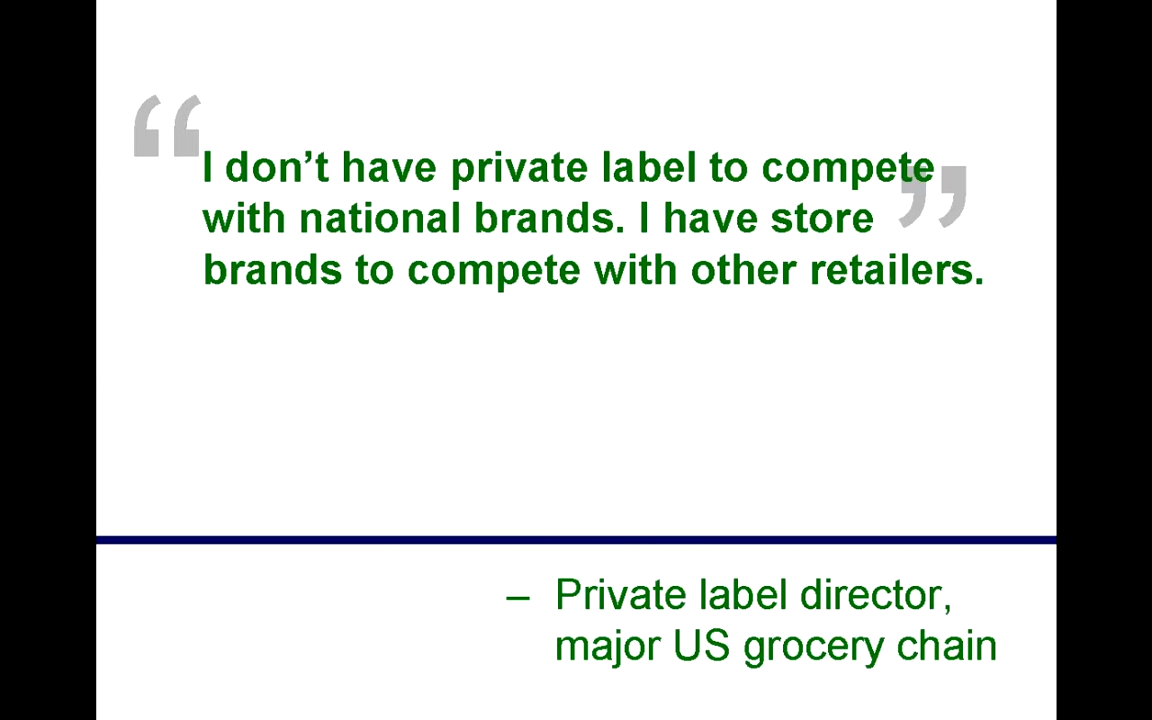 “I don’t have private label to compete
with national brands. I have store
brands to compete with other retailers.”
– Private label director,
major US grocery chain